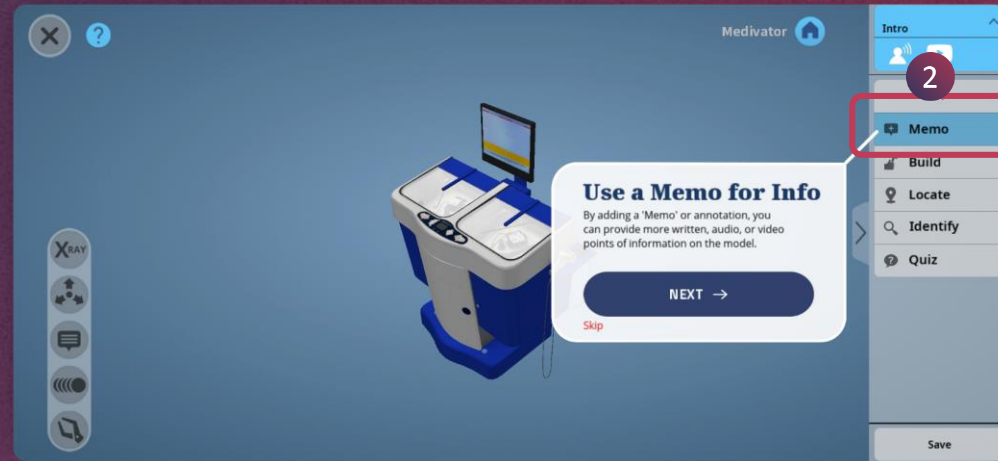 Medivator
Intro
2
Memo
Build
Locate
Identify
Quiz
Use a Memo for Info
By adding a 'Memo' or annotation, you
can provide more written, audio, or video
points of information on the model.
NEXT →
Skip
XRAY
Save
?